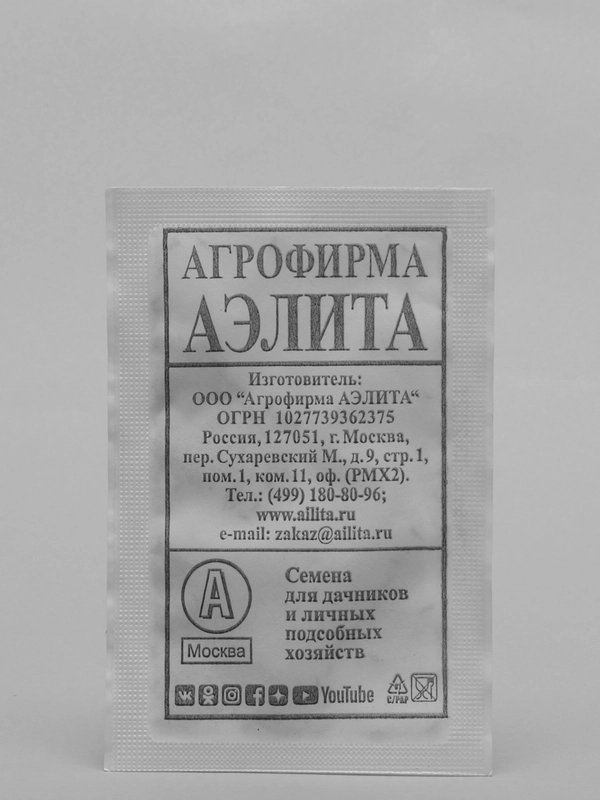 АГРОФИРМА
АЭЛИТА
Изготовитель:
ООО “Агрофирма АЭЛИТА“
ОГРН 1027739362375
Россия, 127051, г. Москва,
пер. Сухаревский М., д. 9, стр. 1,
пом. 1, ком. 11, оф. (РМХ2).
Тел.: (499) 180-80-96;
www.ailita.ru
e-mail: zakaz@ailita.ru
А
Москва
Семена
для дачников
и личных
подсобных
хозяйств
YouTube
C/PAP